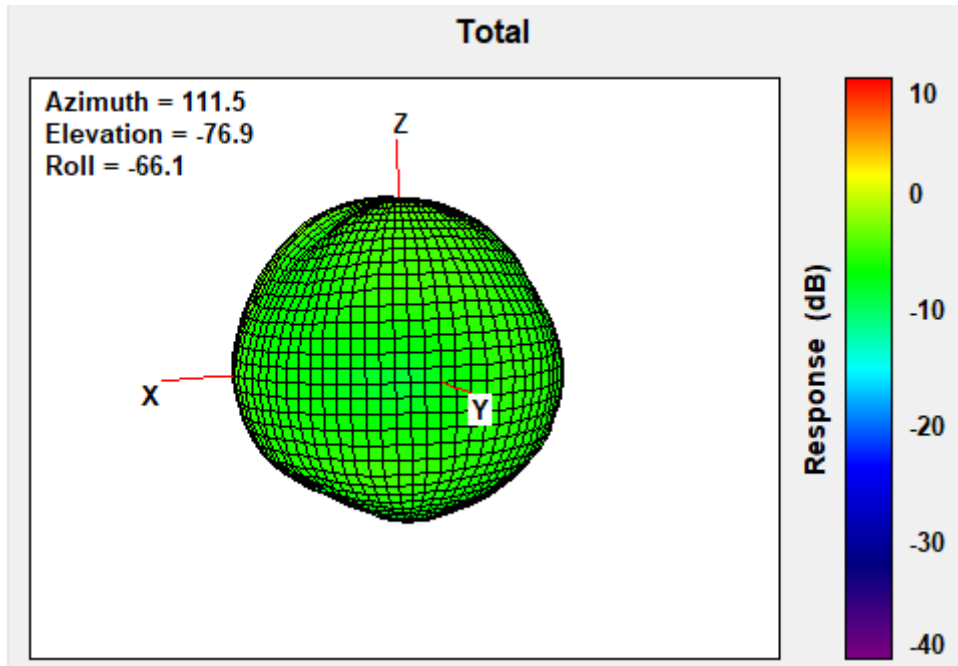 Total
Azimuth = 111.5
Elevation = -76.9
Roll = -66.1
Z
X
Y
10
0
-10
-20
-30
-40
Response (dB)